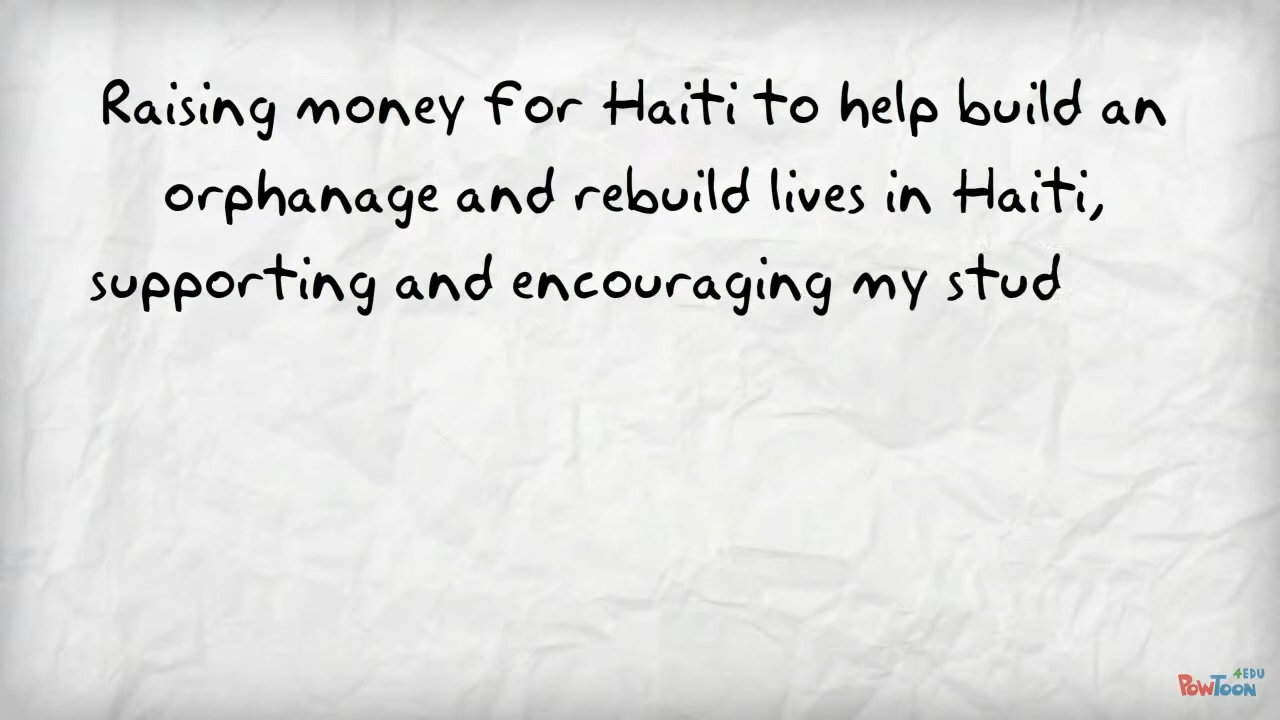 Raising money for Haiti to help build an
orphanage and rebuild lives in Haiti,
supporting and encouraging my stud
4EDU
PowToon